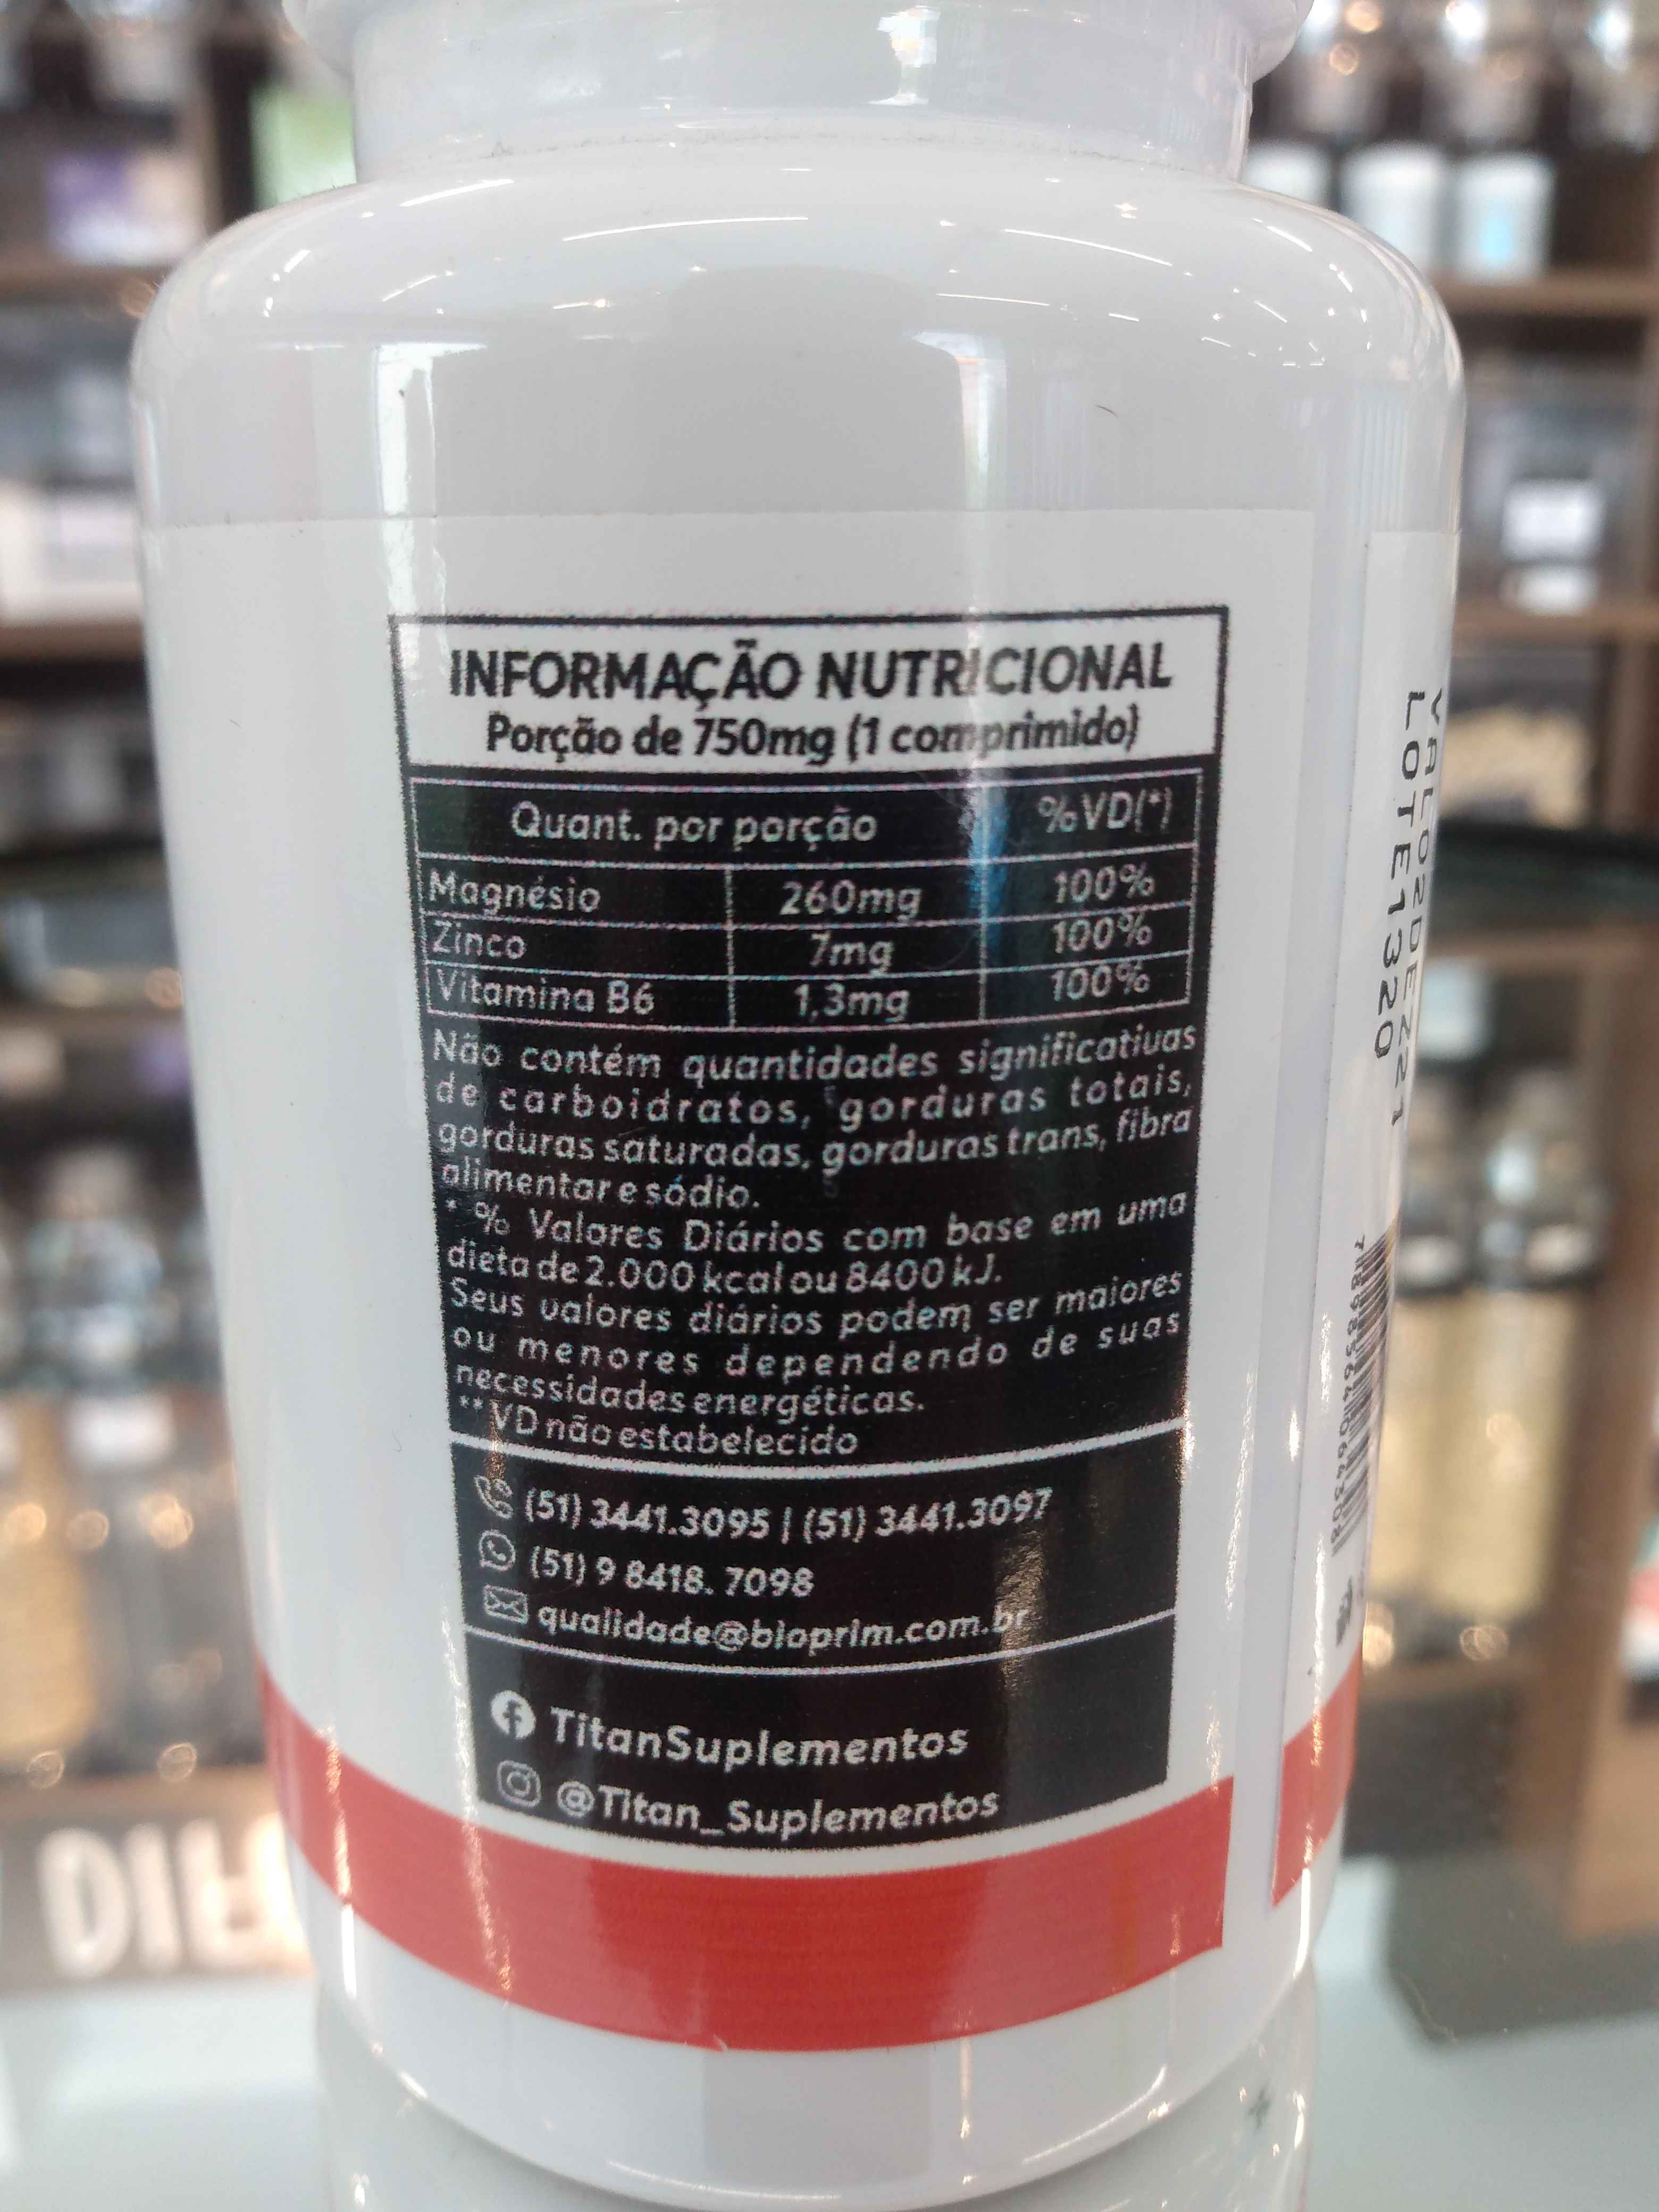 INFORMAÇÃO NUTRICIONAL
Porção de 750mg (1 comprimido)
Quant. por porção %VD(*)
Magnésio 260mg 100%
Zinco 7mg 100%
Vitamina B6 1,3mg 100%
Não contém quantidades significativas
de carboidratos, gorduras totais,
gorduras saturadas, gorduras trans, fibra
alimentar e sódio.
* % Valores Diários com base em uma
dieta de 2.000 kcal ou 8400 kJ.
Seus valores diários podem ser maiores
ou menores dependendo de suas
necessidades energéticas.
** VD não estabelecido
(51) 3441.3095 | (51) 3441.3097
(51) 9 8418. 7098
qualidade@bioprim.com.br
TitanSuplementos
@Titan_Suplementos
LOTE1320